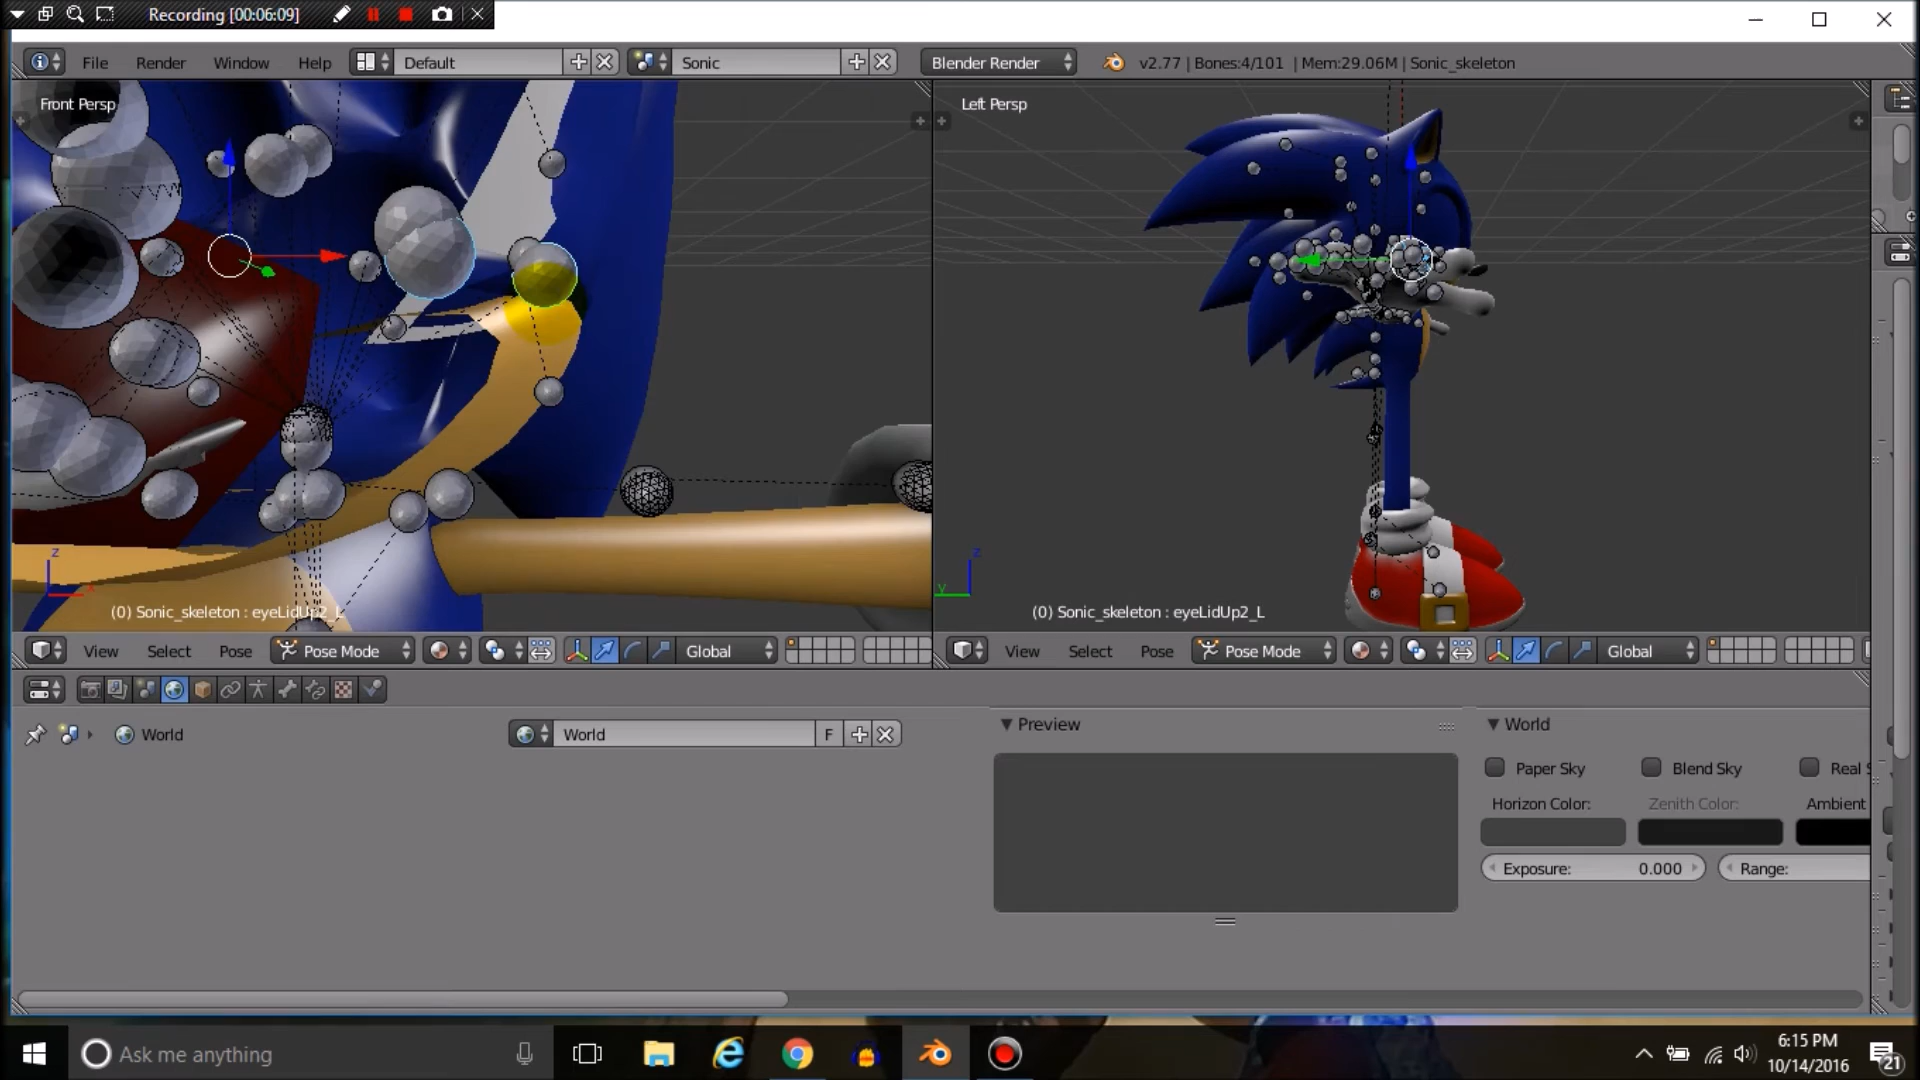 Recording [00:06:09]
File Render Window Help Default Sonic Blender Render v2.77 | Bones:4/101 | Mem:29.06M | Sonic_skeleton
Front Persp
Left Persp
z
x
z
y
(0) Sonic_skeleton : eyeLidUp2_L
(0) Sonic_skeleton : eyeLidUp2_L
View Select Pose Pose Mode Global
View Select Pose Pose Mode Global
World
World F
Preview
World
Paper Sky Blend Sky Real S
Horizon Color: Zenith Color: Ambient
Exposure: 0.000 Range:
Ask me anything
6:15 PM
10/14/2016
21